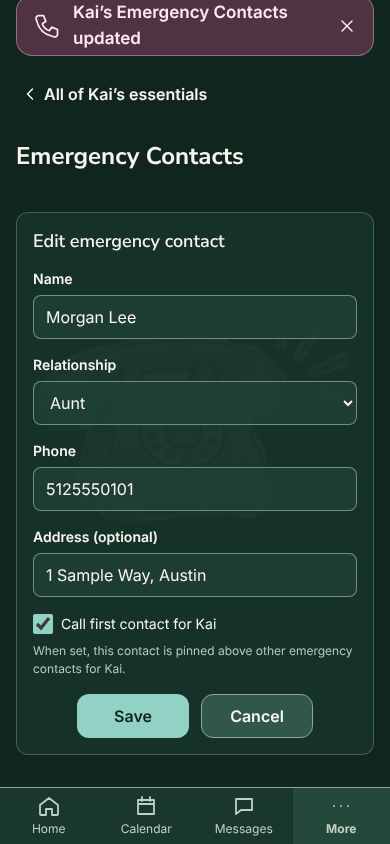 Kai’s Emergency Contacts
updated
All of Kai’s essentials
Emergency Contacts
Edit emergency contact
Name
Morgan Lee
Relationship
Aunt
Phone
5125550101
Address (optional)
1 Sample Way, Austin
Call first contact for Kai
When set, this contact is pinned above other emergency
contacts for Kai.
Save
Cancel
Home
Calendar
Messages
More